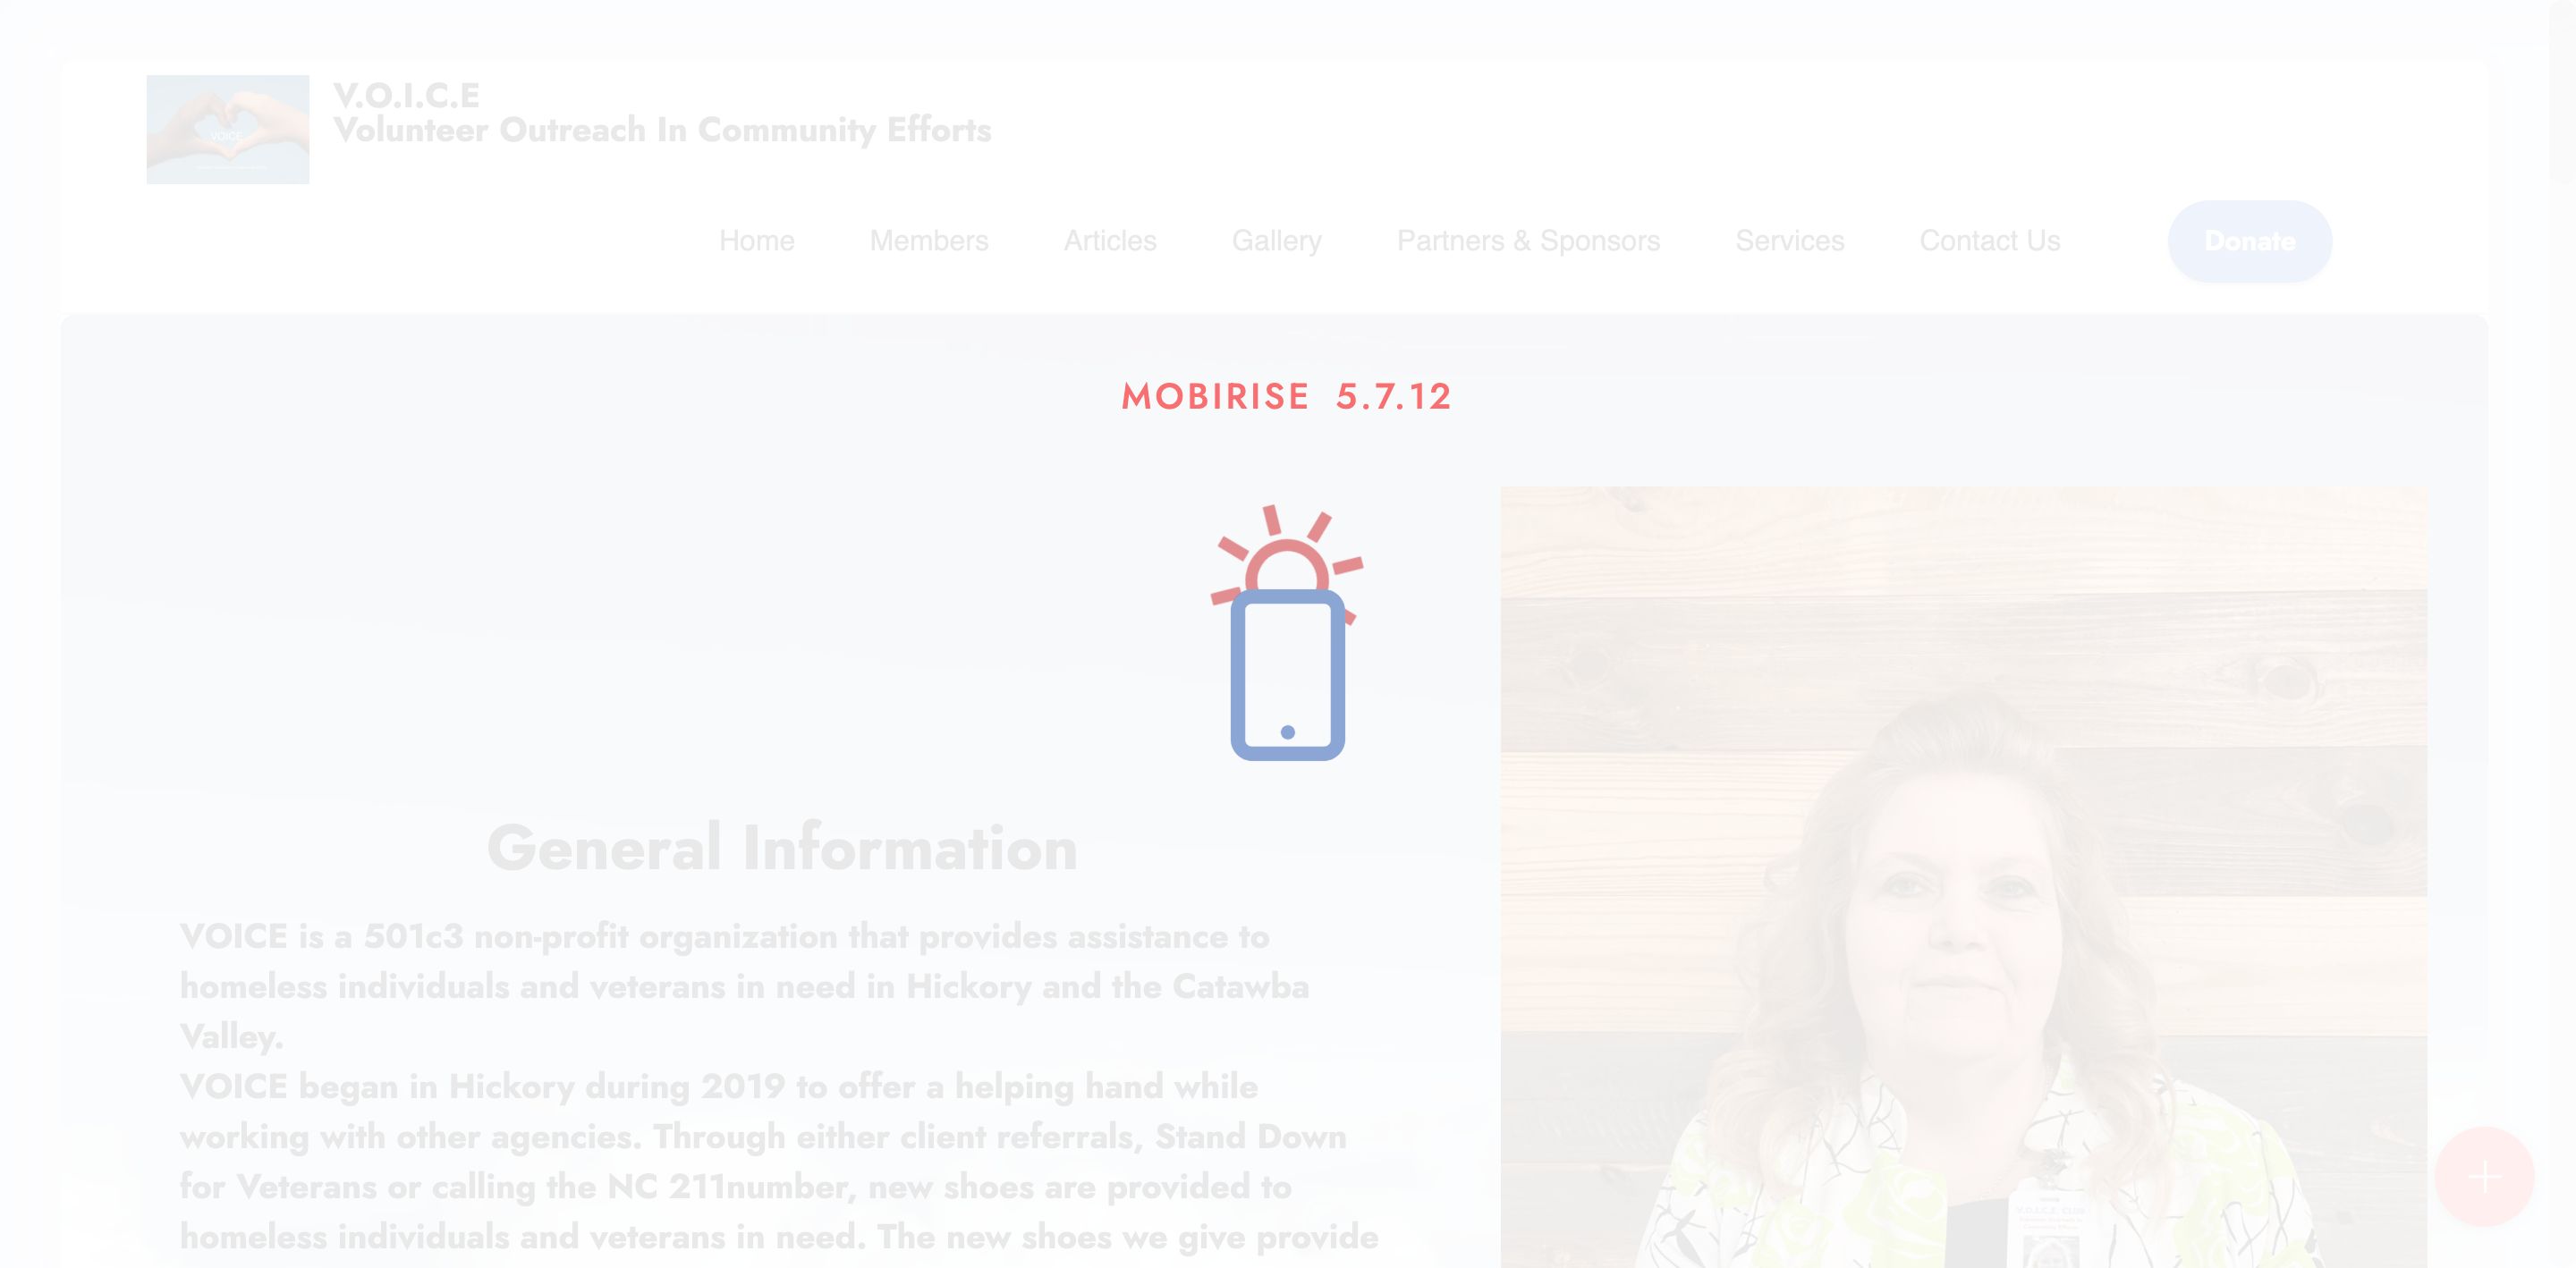 VOICE
V.O.I.C.E
Volunteer Outreach In Community Efforts
Home Members Articles Gallery Partners & Sponsors Services Contact Us Donate
MOBIRISE 5.7.12
General Information
VOICE is a 501c3 non-profit organization that provides assistance to
homeless individuals and veterans in need in Hickory and the Catawba
Valley.
VOICE began in Hickory during 2019 to offer a helping hand while
working with other agencies. Through either client referrals, Stand Down
for Veterans or calling the NC 211number, new shoes are provided to
homeless individuals and veterans in need. The new shoes we give provide